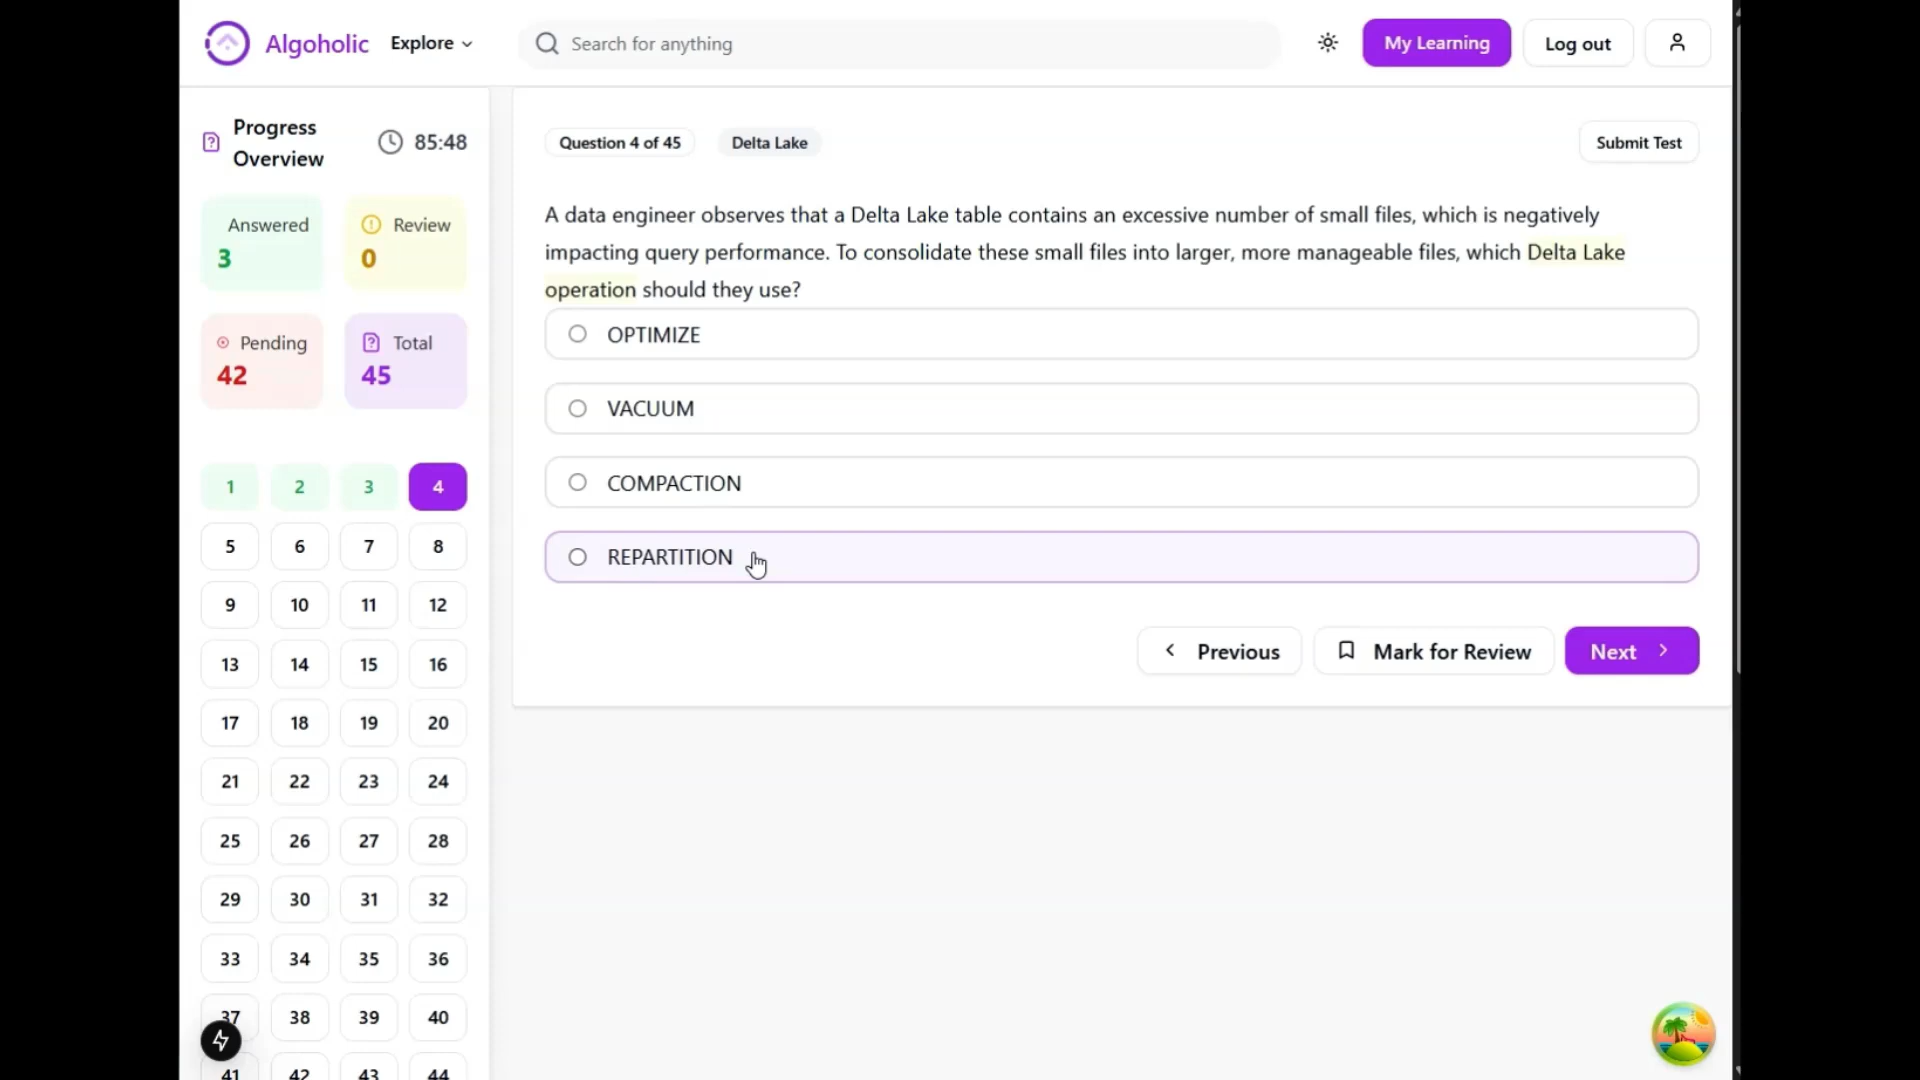 Algoholic
Explore
Search for anything
My Learning
Log out
Progress
Overview
85:48
Answered
3
Review
0
Pending
42
Total
45
1 2 3 4
5 6 7 8
9 10 11 12
13 14 15 16
17 18 19 20
21 22 23 24
25 26 27 28
29 30 31 32
33 34 35 36
37 38 39 40
41 42 43 44
Question 4 of 45
Delta Lake
Submit Test
A data engineer observes that a Delta Lake table contains an excessive number of small files, which is negatively
impacting query performance. To consolidate these small files into larger, more manageable files, which Delta Lake
operation should they use?
OPTIMIZE
VACUUM
COMPACTION
REPARTITION
Previous
Mark for Review
Next